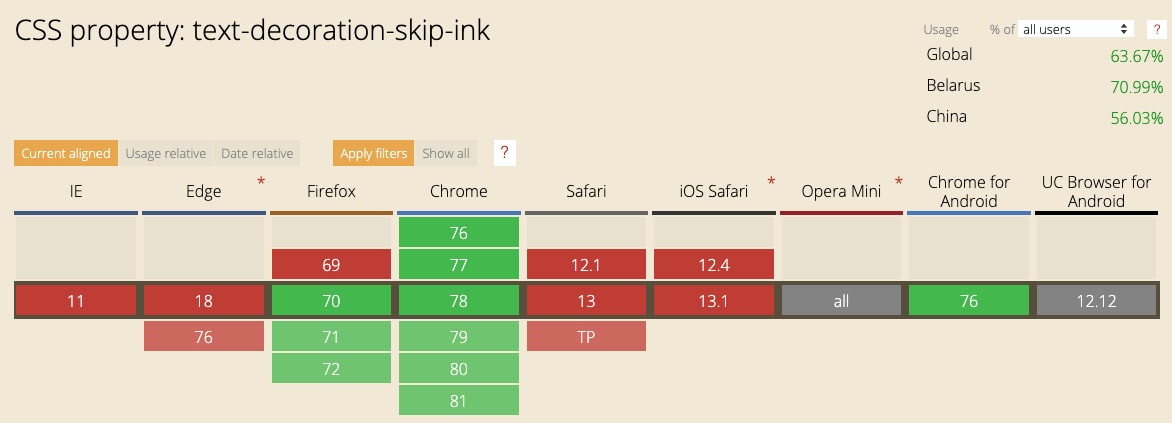 CSS property: text-decoration-skip-ink
Usage % of all users ?
Global 63.67%
Belarus 70.99%
China 56.03%
Current aligned Usage relative Date relative Apply filters Show all ?
IE Edge * Firefox Chrome Safari iOS Safari * Opera Mini * Chrome for Android UC Browser for Android
76
69 77 12.1 12.4
11 18 70 78 13 13.1 all 76 12.12
76 71 79 TP
72 80
81